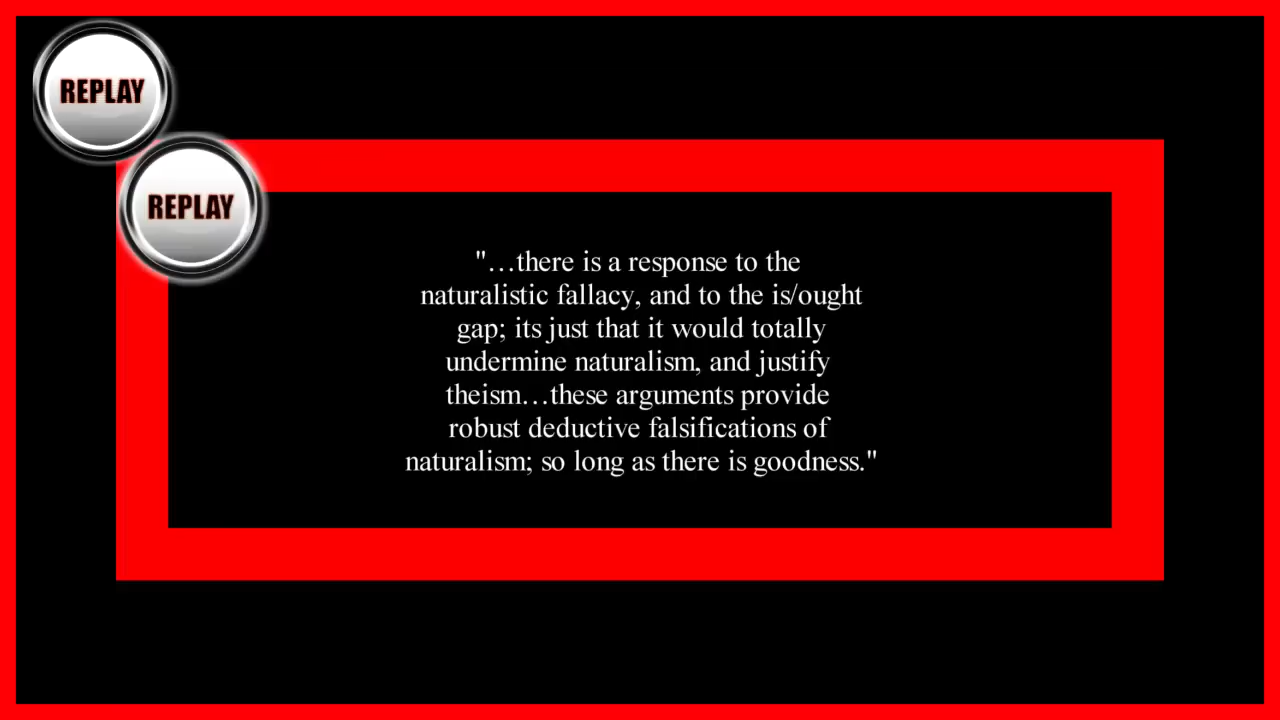 REPLAY
REPLAY
"…there is a response to the
naturalistic fallacy, and to the is/ought
gap; its just that it would totally
undermine naturalism, and justify
theism…these arguments provide
robust deductive falsifications of
naturalism; so long as there is goodness."